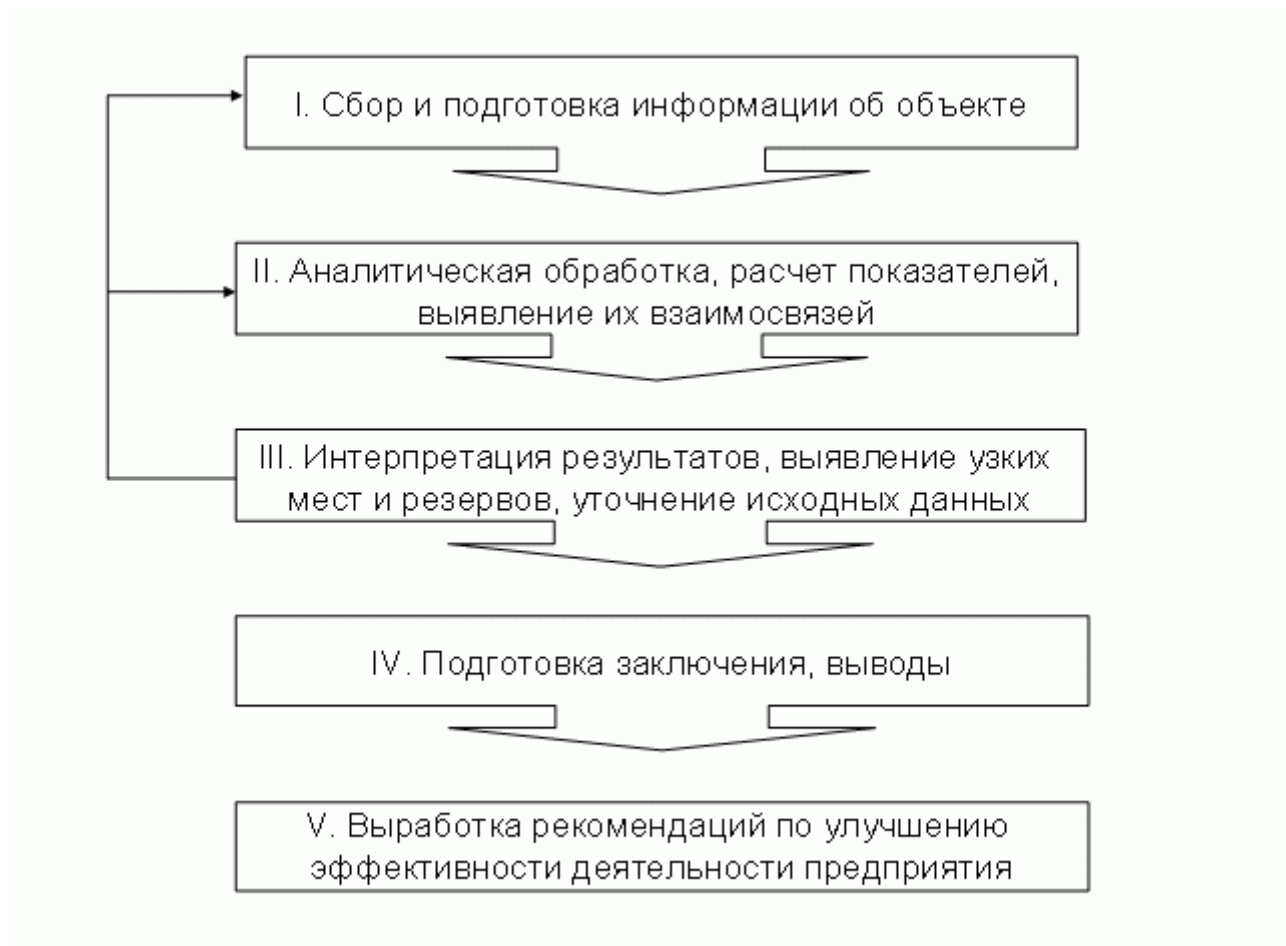 I. Сбор и подготовка информации об объекте
II. Аналитическая обработка, расчет показателей,
выявление их взаимосвязей
III. Интерпретация результатов, выявление узких
мест и резервов, уточнение исходных данных
IV. Подготовка заключения, выводы
V. Выработка рекомендаций по улучшению
эффективности деятельности предприятия